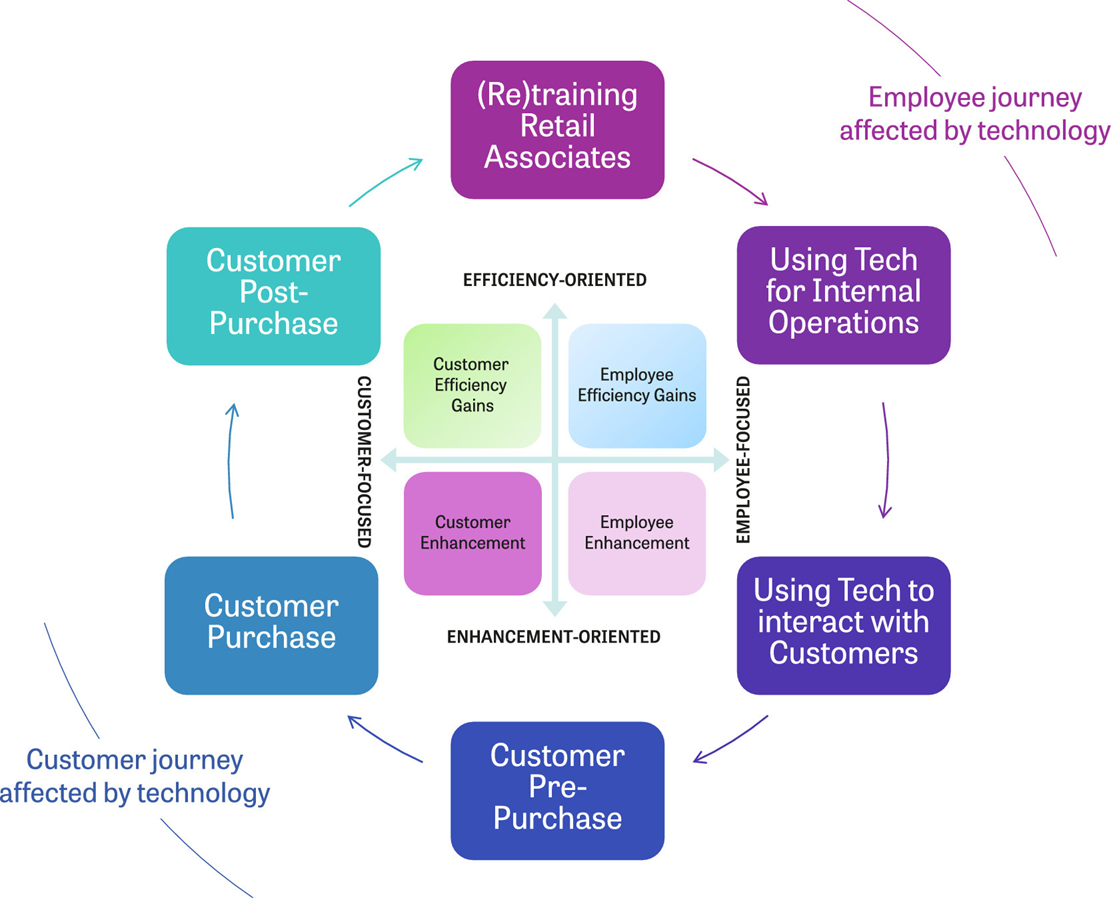 (Re)training
Retail
Associates
Employee journey
affected by technology
Customer
Post-
Purchase
Using Tech
for Internal
Operations
EFFICIENCY-ORIENTED
Customer
Efficiency
Gains
Employee
Efficiency Gains
CUSTOMER-FOCUSED
EMPLOYEE-FOCUSED
Customer
Enhancement
Employee
Enhancement
ENHANCEMENT-ORIENTED
Customer
Purchase
Using Tech to
interact with
Customers
Customer
Pre-
Purchase
Customer journey
affected by technology